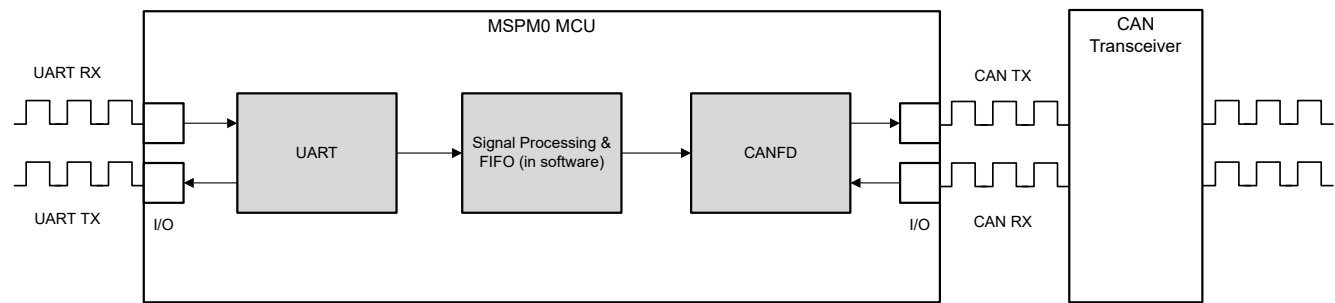 MSPM0 MCU
CAN
Transceiver
UART RX
CAN TX
UART
Signal Processing &
FIFO (in software)
CANFD
UART TX
I/O
I/O
CAN RX